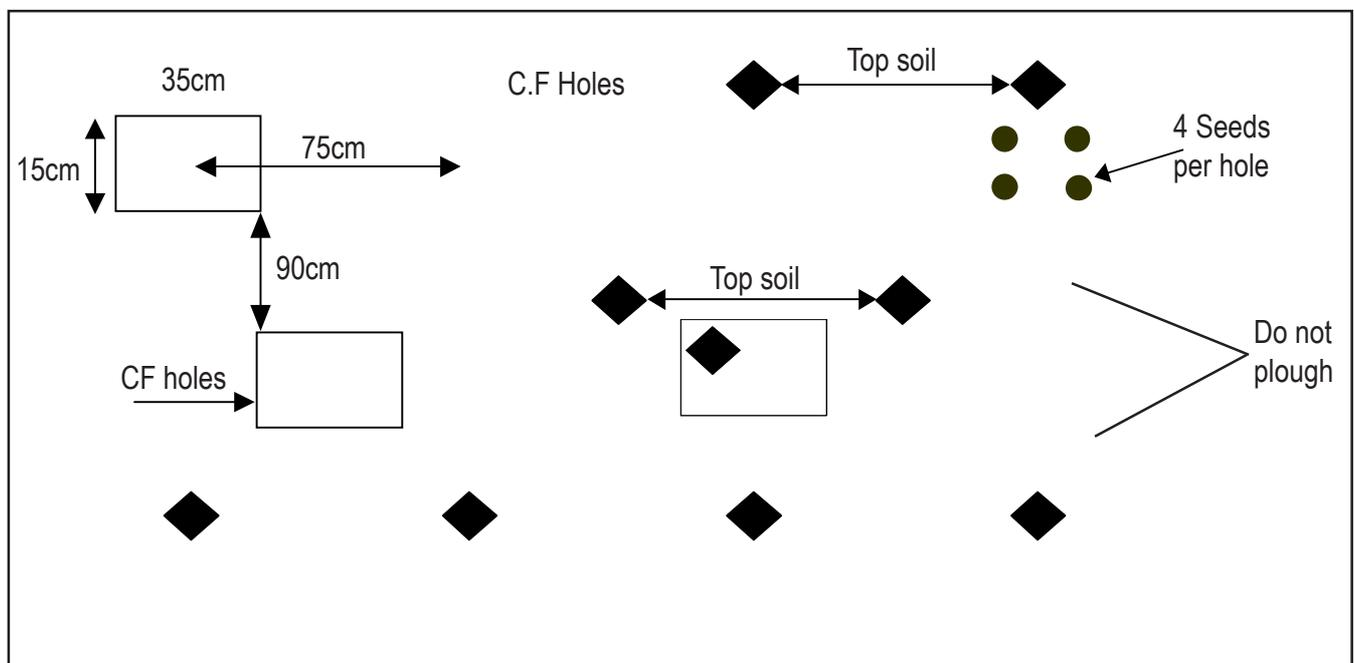 Top soil
35cm
C.F Holes
4 Seeds
per hole
75cm
15cm
90cm
Top soil
Do not
plough
CF holes